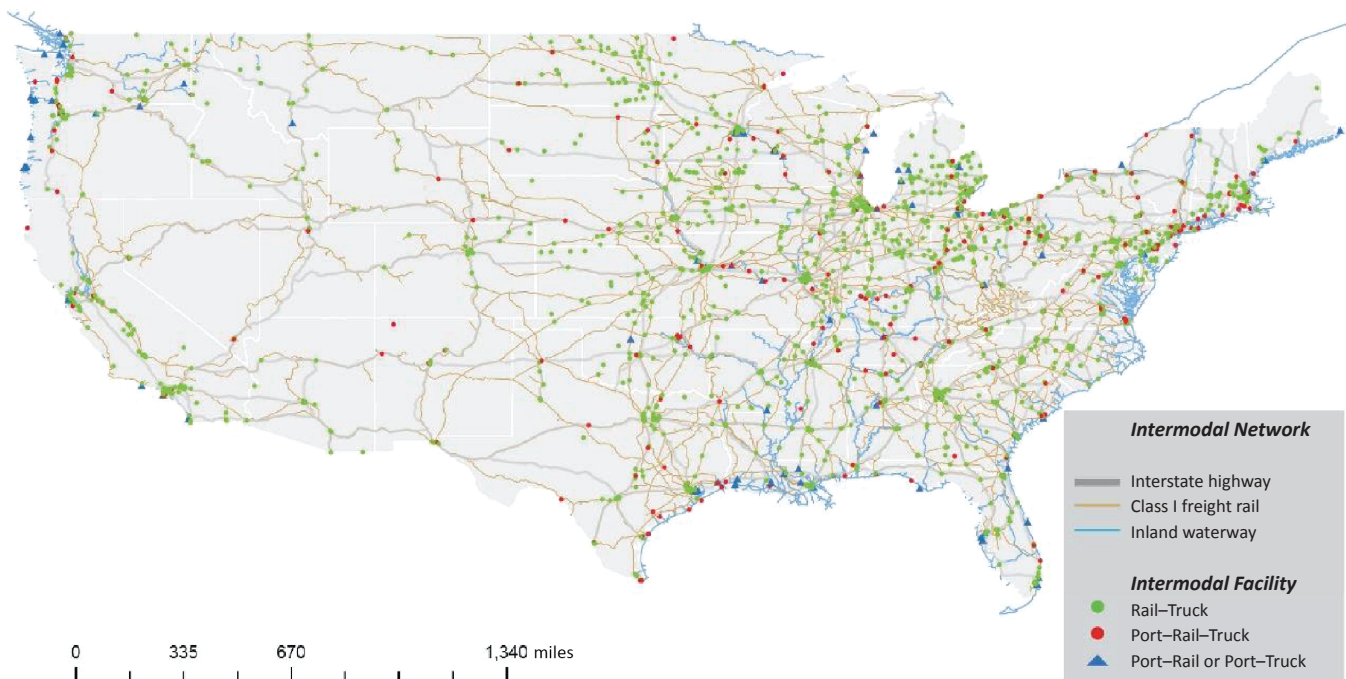 Intermodal Network
Interstate highway
Class I freight rail
Inland waterway
Intermodal Facility
Rail–Truck
Port–Rail–Truck
Port–Rail or Port–Truck
0 335 670 1,340 miles